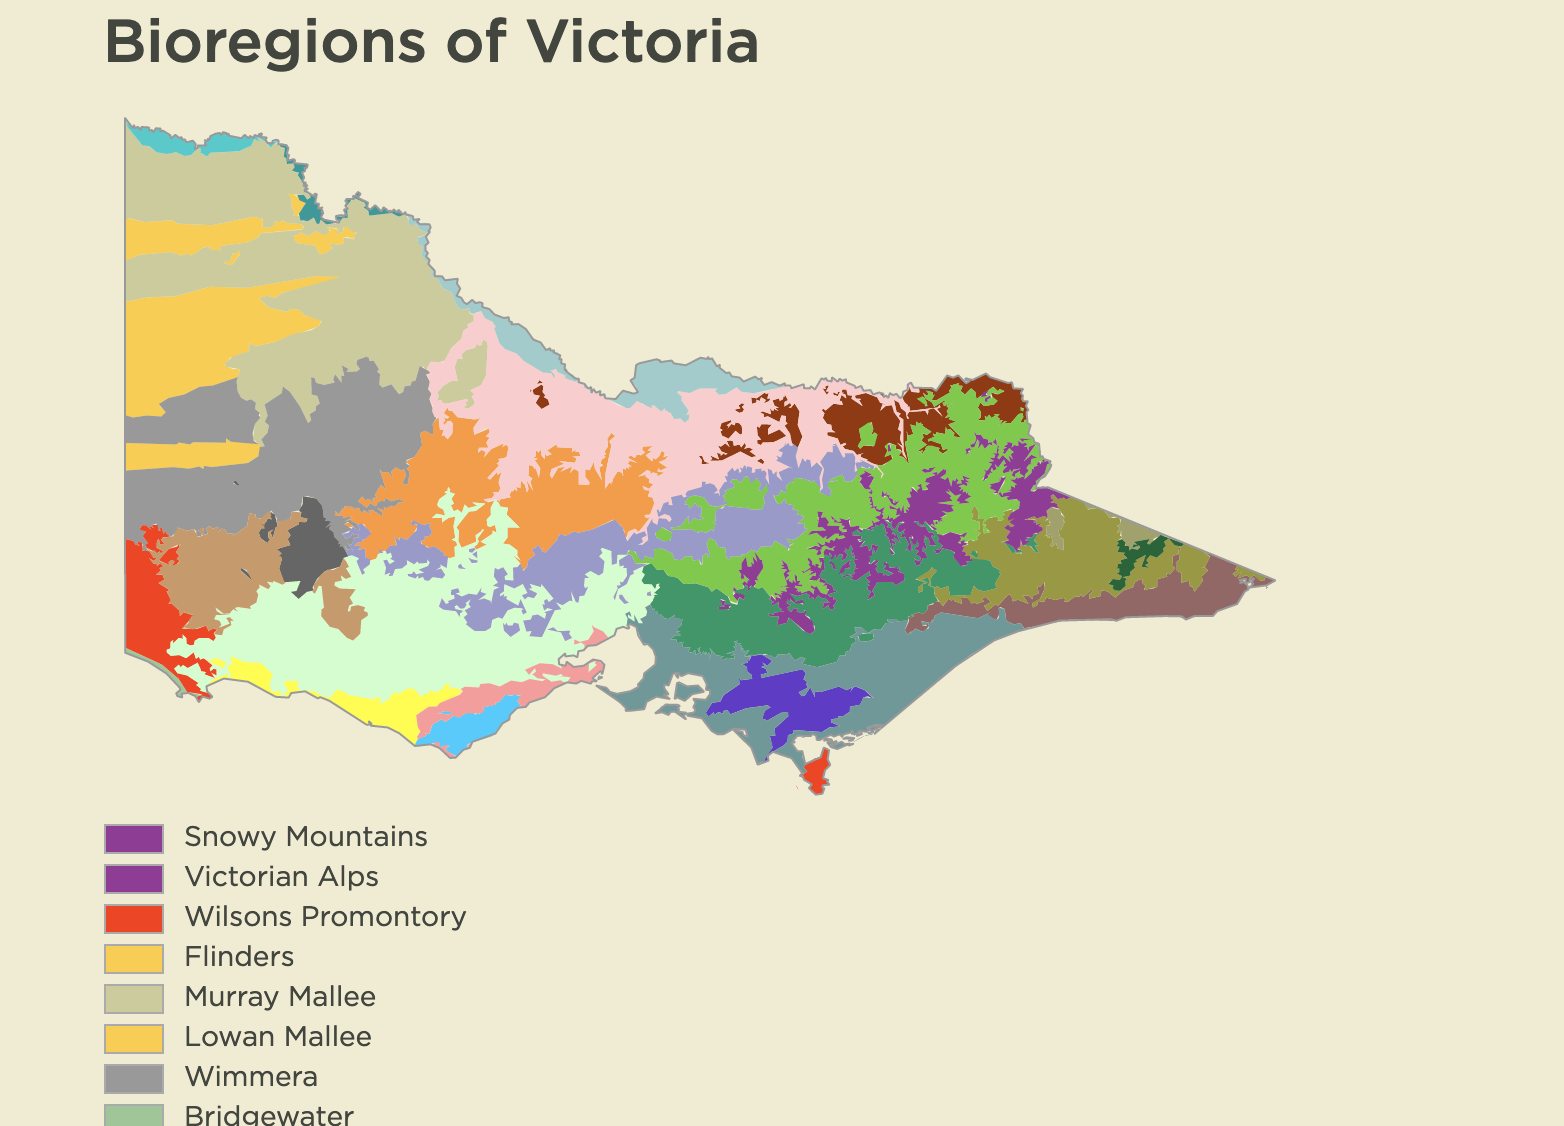 Bioregions of Victoria
Snowy Mountains
Victorian Alps
Wilsons Promontory
Flinders
Murray Mallee
Lowan Mallee
Wimmera
Bridgewater